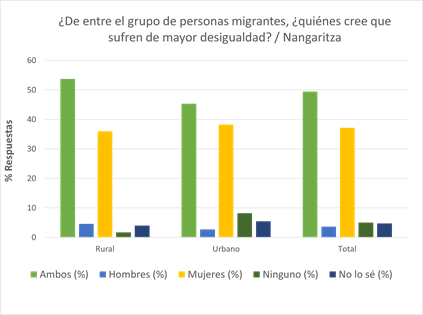 ¿De entre el grupo de personas migrantes, ¿quiénes cree que
sufren de mayor desigualdad? / Nangaritza
% Respuestas
60
50
40
30
20
10
0
Rural
Urbano
Total
Ambos (%)
Hombres (%)
Mujeres (%)
Ninguno (%)
No lo sé (%)